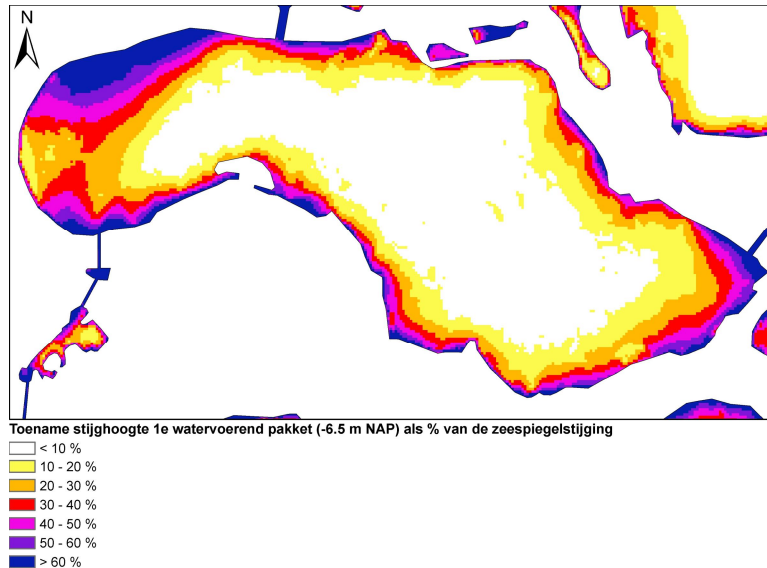 N
Toename stijghoogte 1e watervoerend pakket (-6.5 m NAP) als % van de zeespiegelstijging
< 10 %
10 - 20 %
20 - 30 %
30 - 40 %
40 - 50 %
50 - 60 %
> 60 %